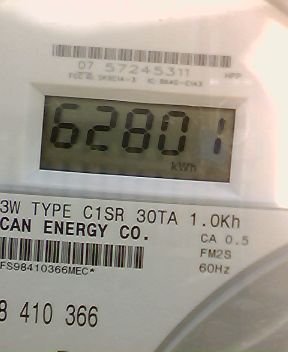 07 57245311 HPP
62801
kWh
3W TYPE C1SR 30TA 1.0Kh
CAN ENERGY CO. CA 0.5
FM2S
FS98410366MEC* 60Hz
8 410 366